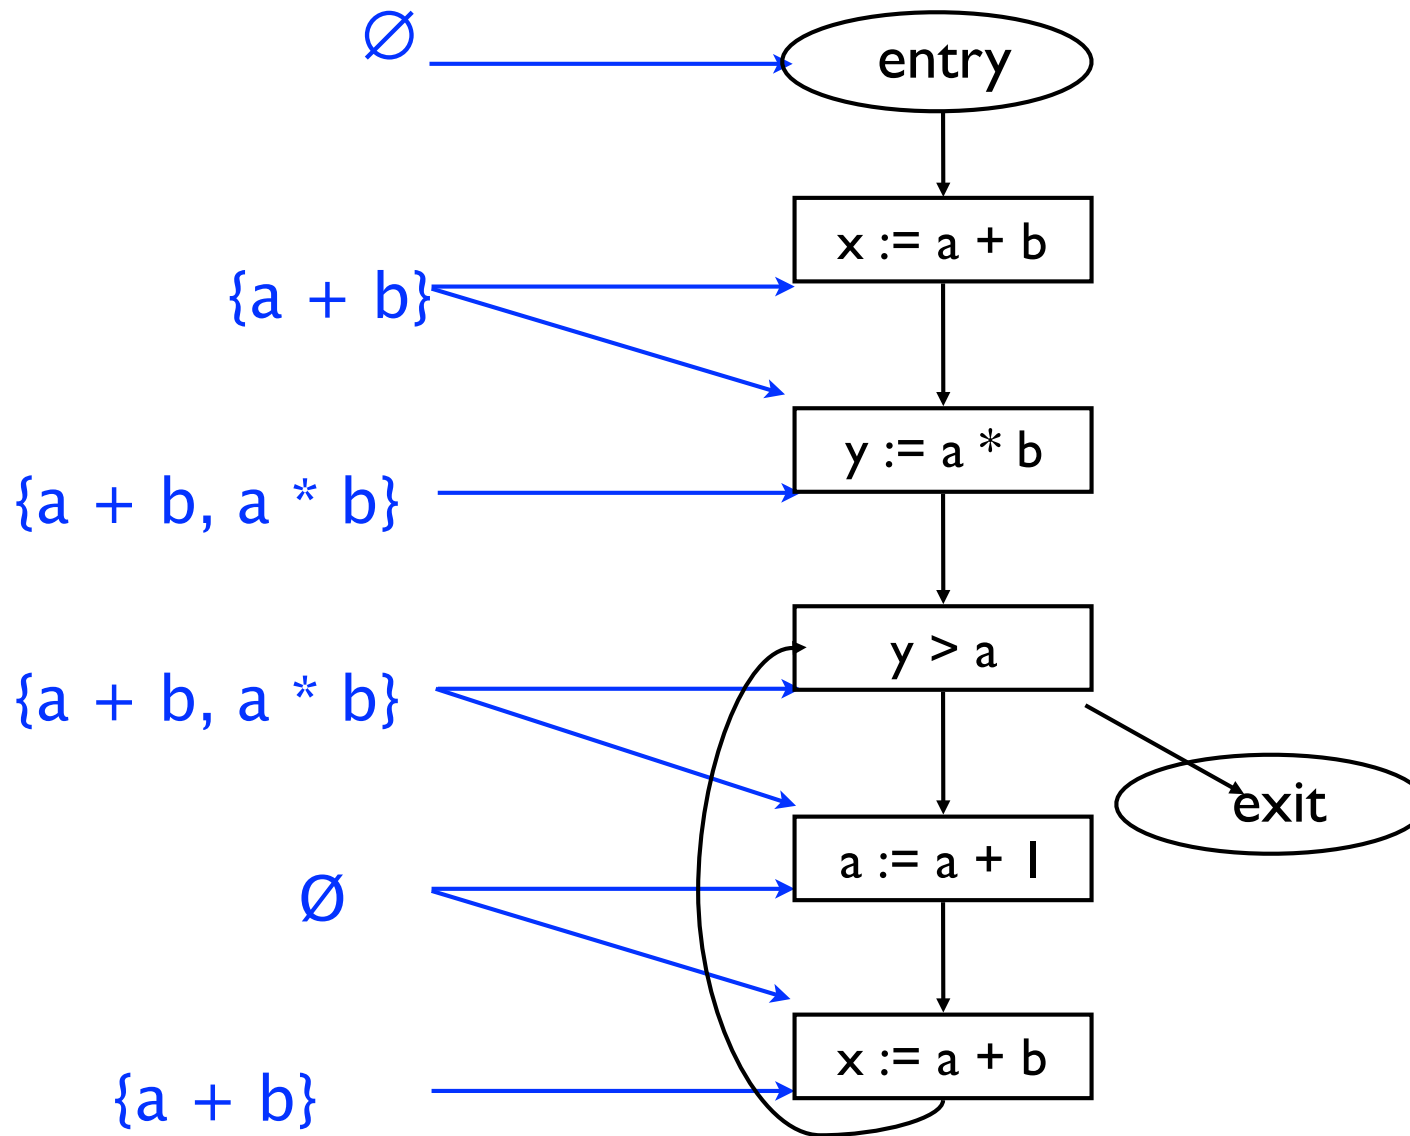 ∅
entry
x := a + b
{a + b}
y := a * b
{a + b, a * b}
y > a
{a + b, a * b}
exit
a := a + 1
Ø
x := a + b
{a + b}